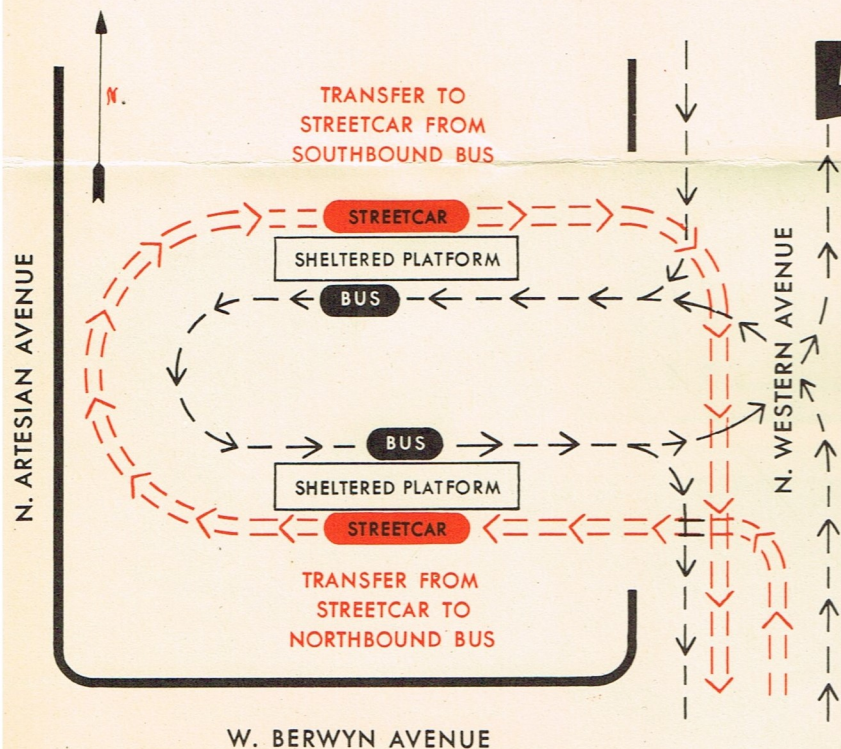 N.
TRANSFER TO
STREETCAR FROM
SOUTHBOUND BUS
STREETCAR
SHELTERED PLATFORM
BUS
N. ARTESIAN AVENUE
N. WESTERN AVENUE
BUS
SHELTERED PLATFORM
STREETCAR
TRANSFER FROM
STREETCAR TO
NORTHBOUND BUS
W. BERWYN AVENUE